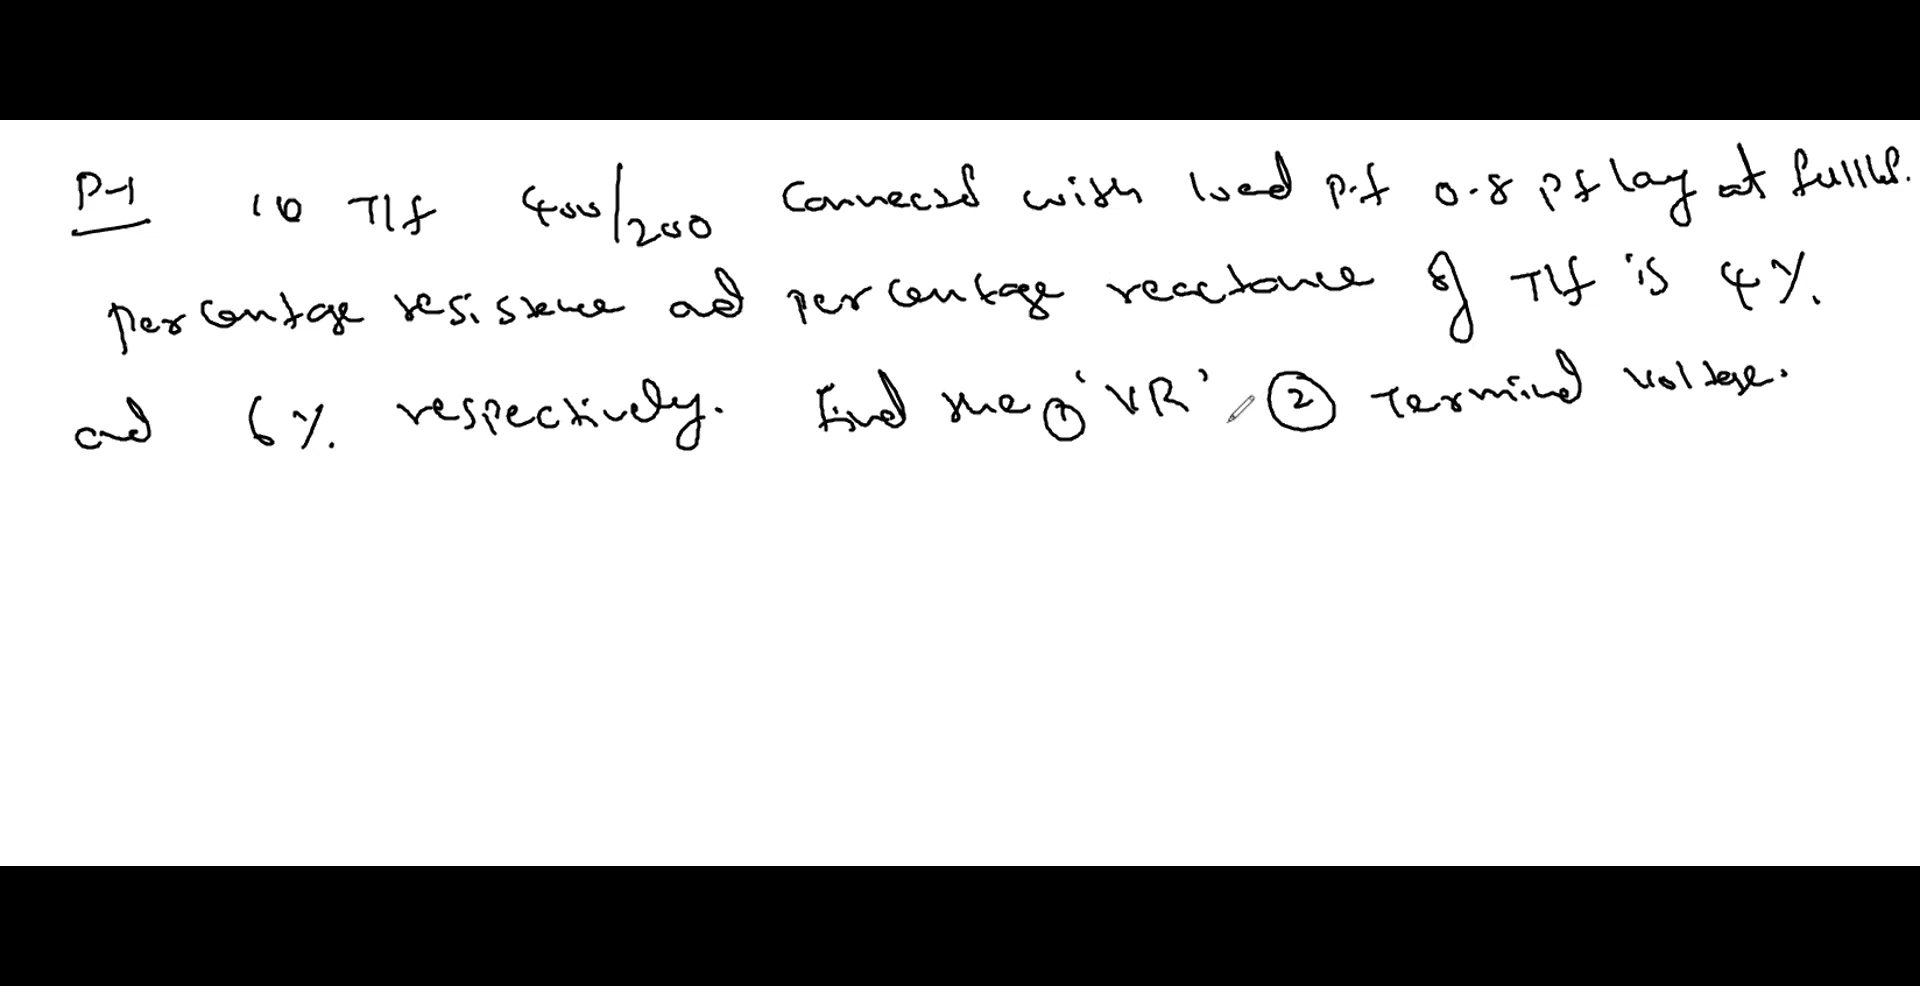 P-1 1Φ T/f 400/200 Connected with load p.f 0.8 pf lag at full ld.
percentage resistence and percentage reactance of T/f is 4%.
and 6%. respectively. Find the ① 'VR' ② Terminal voltage.